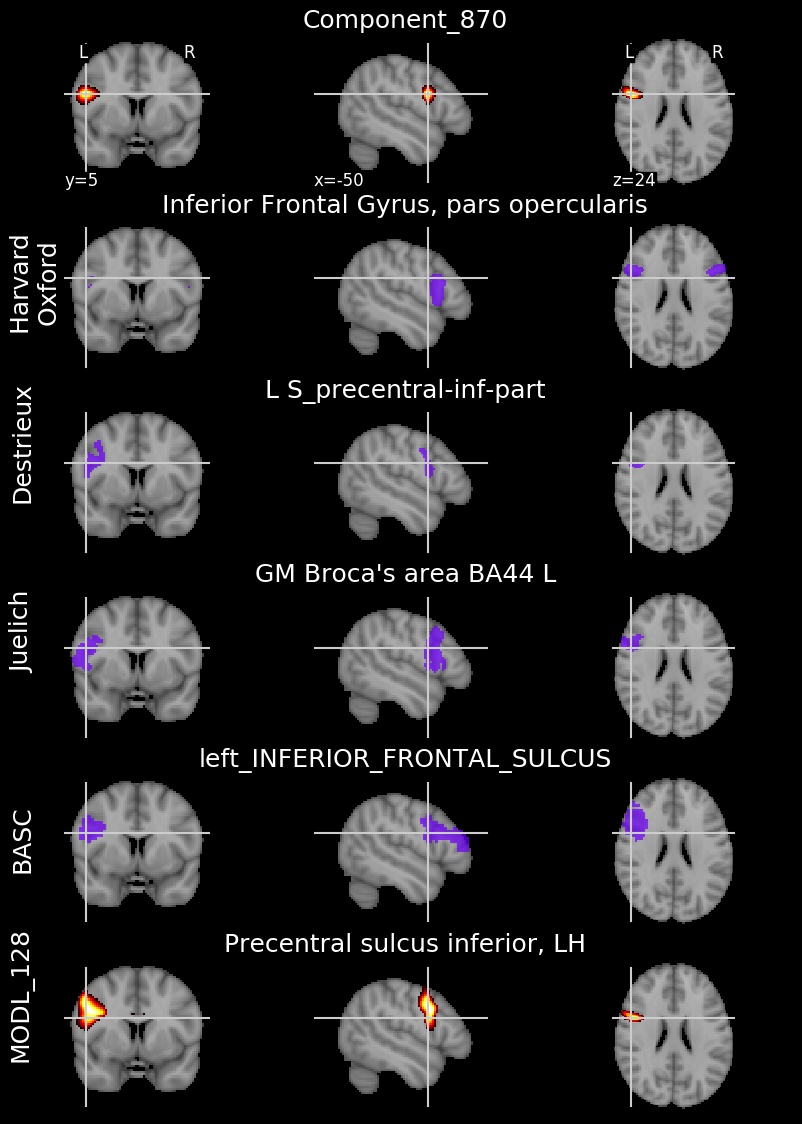 Component_870
L R
L R
y=5
x=-50
z=24
Inferior Frontal Gyrus, pars opercularis
Harvard
Oxford
L S_precentral-inf-part
Destrieux
GM Broca's area BA44 L
Juelich
left_INFERIOR_FRONTAL_SULCUS
BASC
Precentral sulcus inferior, LH
MODL_128